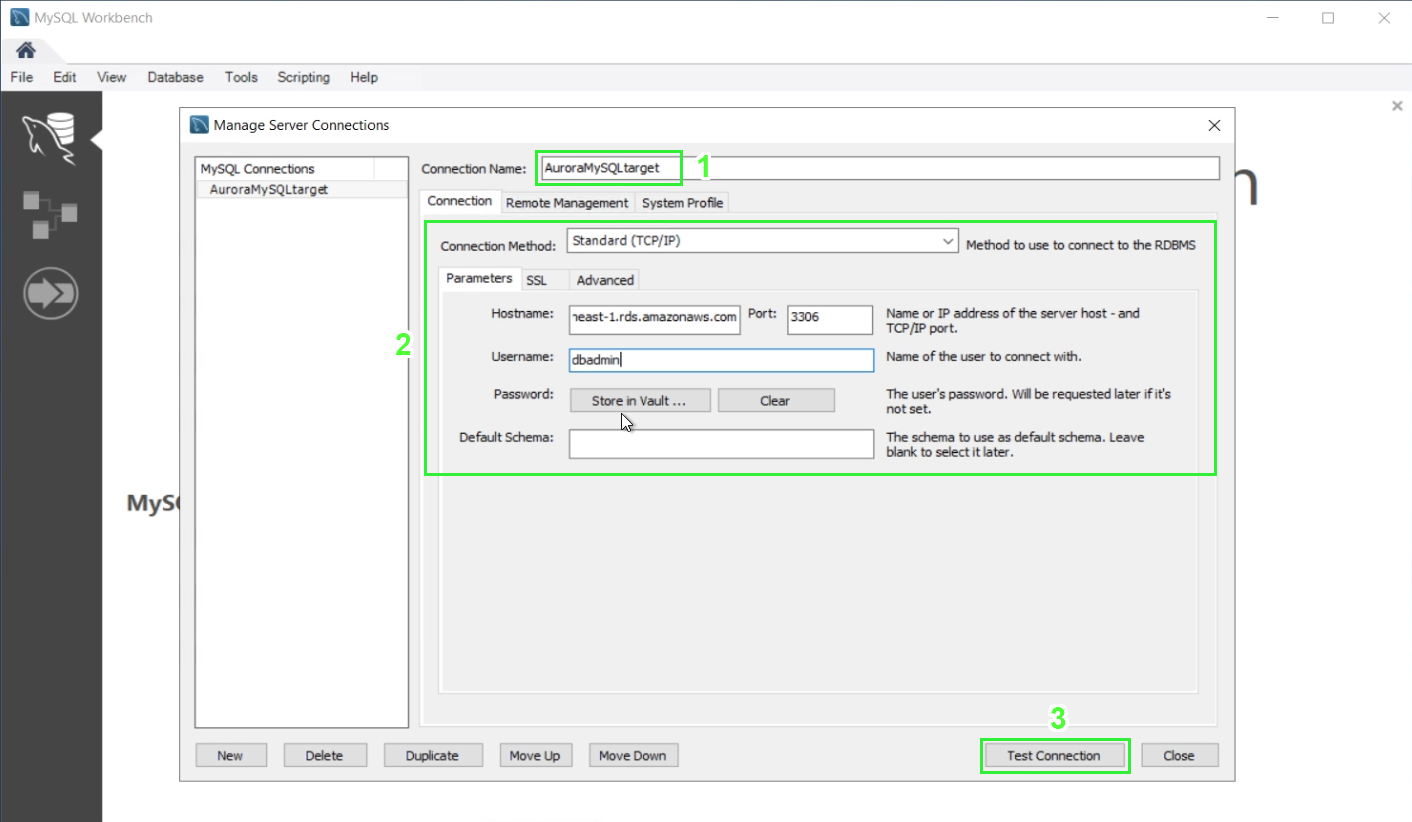 MySQL Workbench
File Edit View Database Tools Scripting Help
Manage Server Connections
MySQL Connections
AuroraMySQLtarget
Connection Name: AuroraMySQLtarget 1
Connection Remote Management System Profile
Connection Method: Standard (TCP/IP) Method to use to connect to the RDBMS
Parameters SSL Advanced
Hostname: heast-1.rds.amazonaws.com Port: 3306 Name or IP address of the server host - and
TCP/IP port.
2
Username: dbadmin Name of the user to connect with.
Password: Store in Vault ... Clear The user's password. Will be requested later if it's
not set.
Default Schema: The schema to use as default schema. Leave
blank to select it later.
MyS
3
New Delete Duplicate Move Up Move Down Test Connection Close